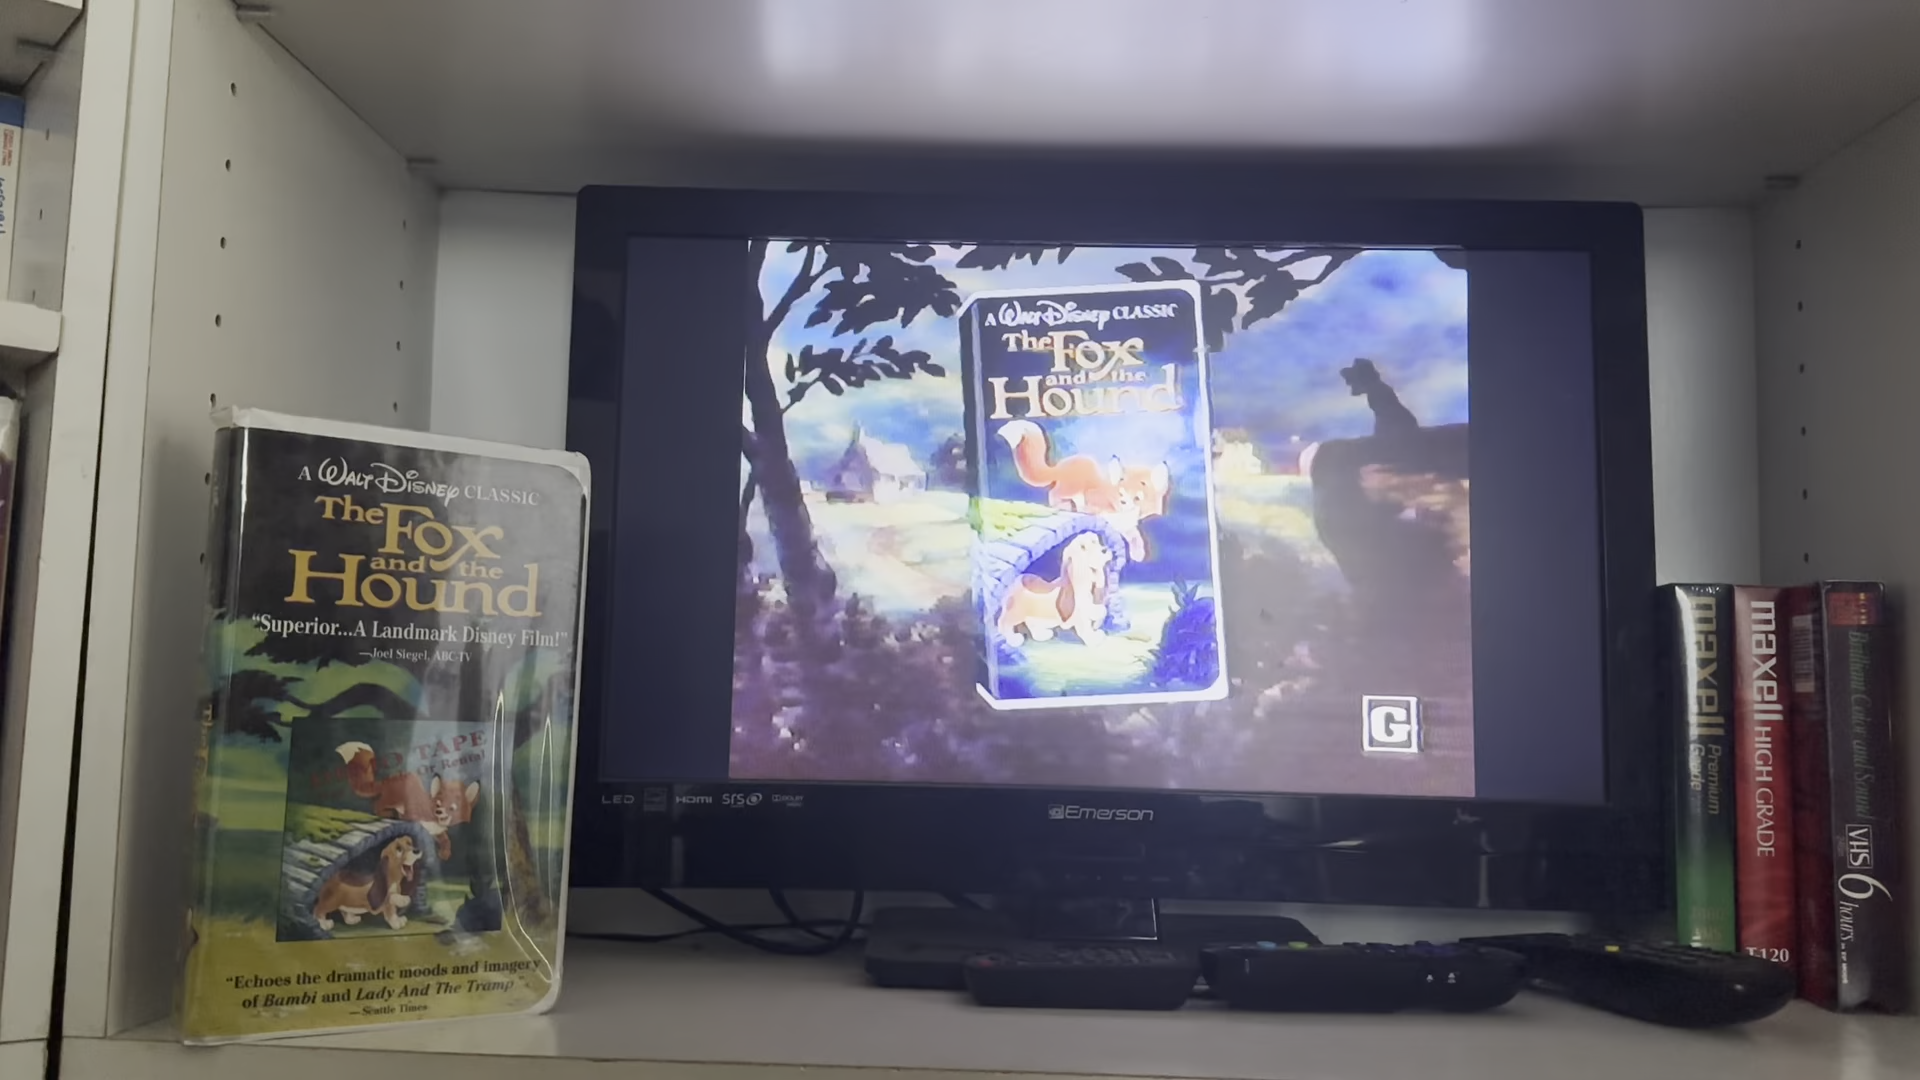 A WALT DISNEY CLASSIC
The Fox
and the
Hound
"Superior...A Landmark Disney Film!"
—Joel Siegel, ABC-TV
TAPE
Or Rental
"Echoes the dramatic moods and imagery
of Bambi and Lady And The Tramp"
—Seattle Times
A WALT DISNEY CLASSIC
The Fox
and the
Hound
G
LED
HDMI
SRS
Emerson
maxell Premium Grade
maxell HIGH GRADE
T-120
Brilliant Color and Sound
VHS
6 hours